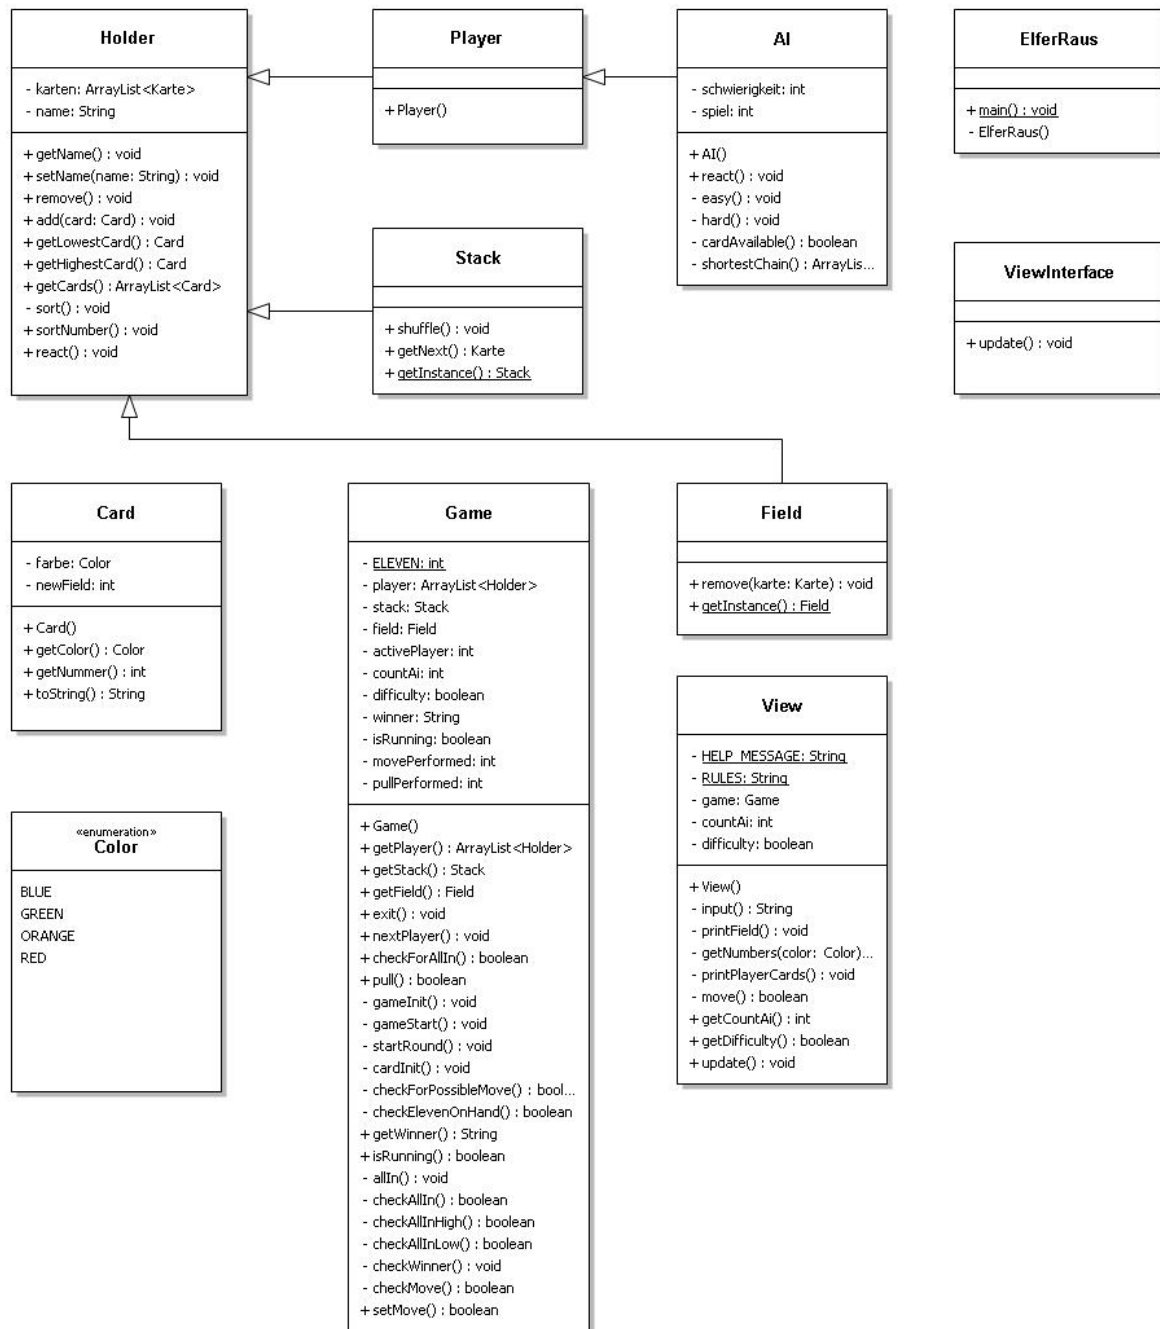 Holder
- karten: ArrayList<Karte>
- name: String
+ getName() : void
+ setName(name: String) : void
+ remove() : void
+ add(card: Card) : void
+ getLowestCard() : Card
+ getHighestCard() : Card
+ getCards() : ArrayList<Card>
- sort() : void
+ sortNumber() : void
+ react() : void
Player
+ Player()
AI
- schwierigkeit: int
- spiel: int
+ AI()
+ react() : void
- easy() : void
- hard() : void
- cardAvailable() : boolean
- shortestChain() : ArrayLis...
ElferRaus
+ main() : void
- ElferRaus()
Stack
+ shuffle() : void
+ getNext() : Karte
+ getInstance() : Stack
ViewInterface
+ update() : void
Card
- farbe: Color
- newField: int
+ Card()
+ getColor() : Color
+ getNummer() : int
+ toString() : String
Game
- ELEVEN: int
- player: ArrayList<Holder>
- stack: Stack
- field: Field
- activePlayer: int
- countAi: int
- difficulty: boolean
- winner: String
- isRunning: boolean
- movePerformed: int
- pullPerformed: int
+ Game()
+ getPlayer() : ArrayList<Holder>
+ getStack() : Stack
+ getField() : Field
+ exit() : void
+ nextPlayer() : void
+ checkForAllIn() : boolean
+ pull() : boolean
- gameInit() : void
- gameStart() : void
- startRound() : void
- cardInit() : void
- checkForPossibleMove() : bool...
- checkElevenOnHand() : boolean
+ getWinner() : String
+ isRunning() : boolean
- allIn() : void
- checkAllIn() : boolean
- checkAllInHigh() : boolean
- checkAllInLow() : boolean
- checkWinner() : void
- checkMove() : boolean
+ setMove() : boolean
Field
+ remove(karte: Karte) : void
+ getInstance() : Field
View
- HELP_MESSAGE: String
- RULES: String
- game: Game
- countAi: int
- difficulty: boolean
+ View()
- input() : String
- printField() : void
- getNumbers(color: Color)...
- printPlayerCards() : void
- move() : boolean
+ getCountAi() : int
+ getDifficulty() : boolean
+ update() : void
«enumeration»
Color
BLUE
GREEN
ORANGE
RED